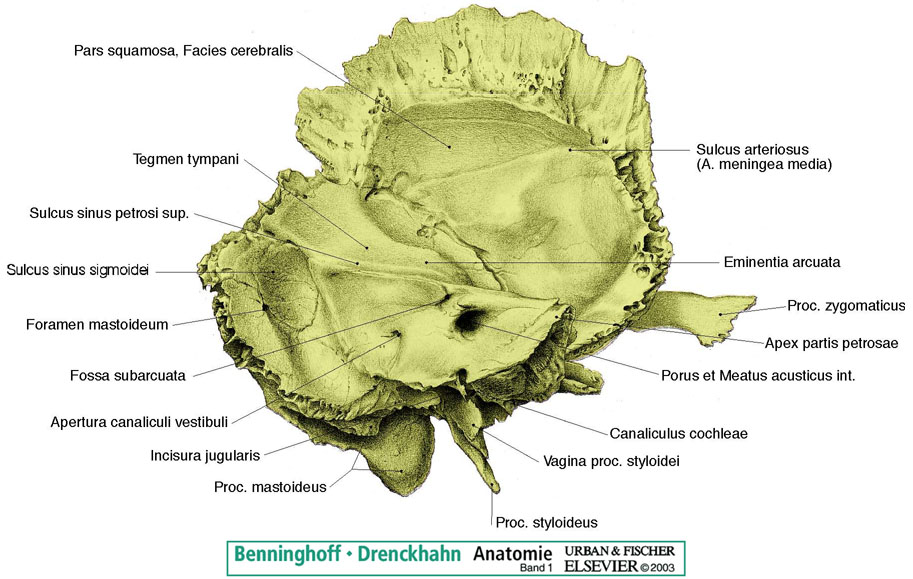 Pars squamosa, Facies cerebralis
Tegmen tympani
Sulcus sinus petrosi sup.
Sulcus sinus sigmoidei
Foramen mastoideum
Fossa subarcuata
Apertura canaliculi vestibuli
Incisura jugularis
Proc. mastoideus
Sulcus arteriosus
(A. meningea media)
Eminentia arcuata
Proc. zygomaticus
Apex partis petrosae
Porus et Meatus acusticus int.
Canaliculus cochleae
Vagina proc. styloidei
Proc. styloideus
Benninghoff · Drenckhahn Anatomie
Band 1
URBAN & FISCHER
ELSEVIER © 2003